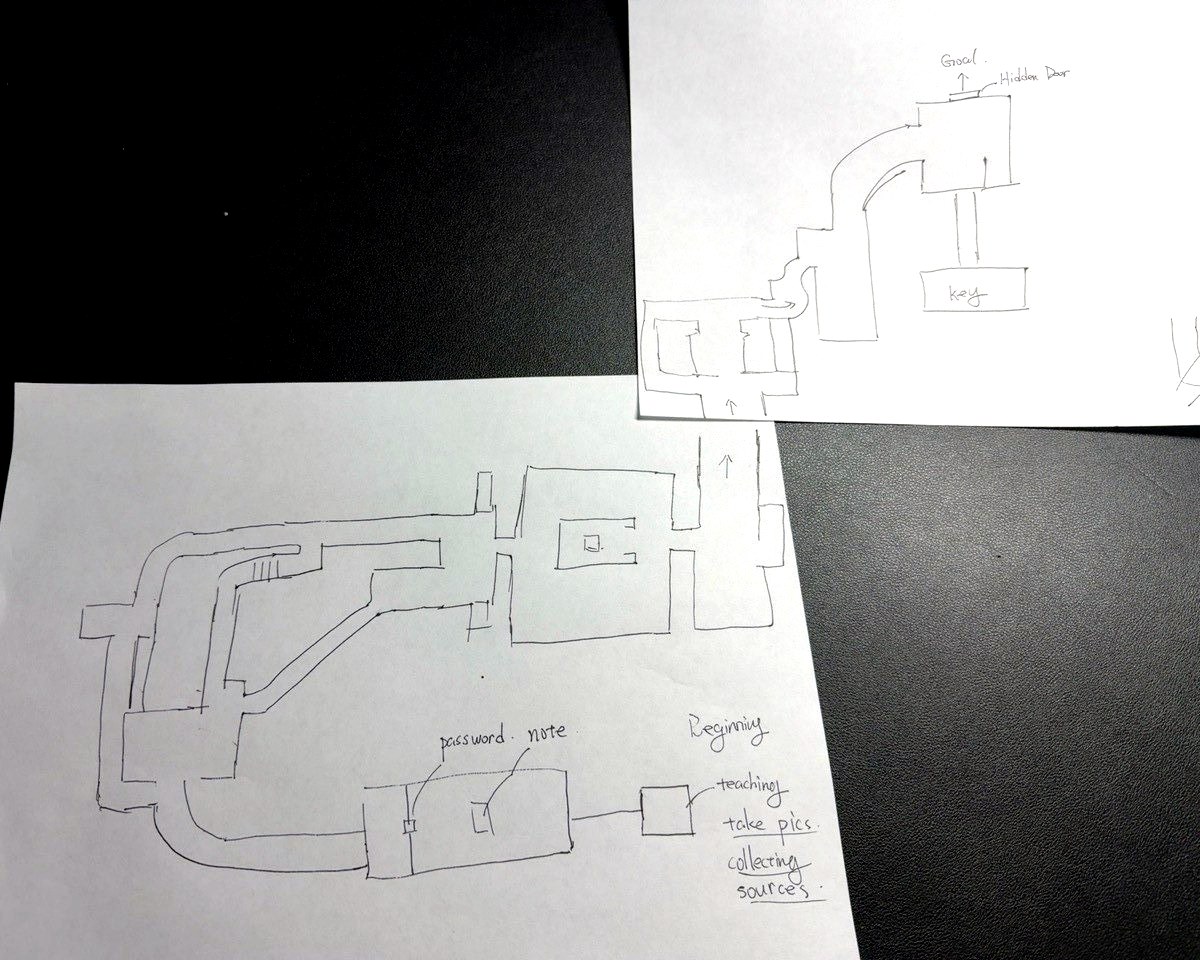 Goal.
Hidden Door
key
password. note
Beginning
teaching
take pics.
collecting
sources.